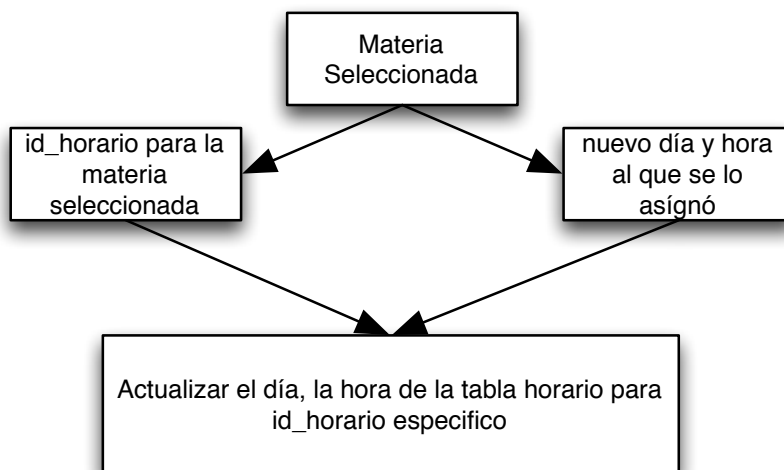 Materia
Seleccionada
id_horario para la
materia
seleccionada
nuevo día y hora
al que se lo
asígnó
Actualizar el día, la hora de la tabla horario para
id_horario especifico